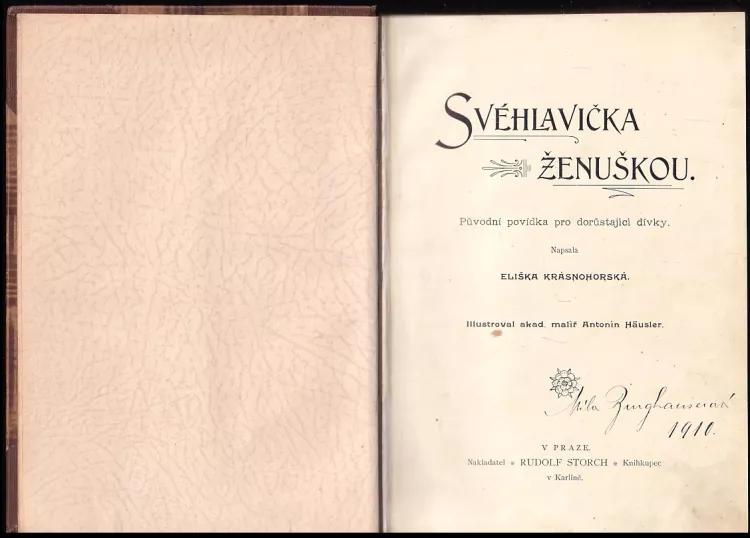 SVÉHLAVIČKA
ŽENUŠKOU.
Původní povídka pro dorůstající dívky.
Napsala
ELIŠKA KRÁSNOHORSKÁ.
Illustroval akad. malíř Antonín Häusler.
Míla
1910.
V PRAZE.
Nakladatel * RUDOLF STORCH * Knihkupec
v Karlíně.